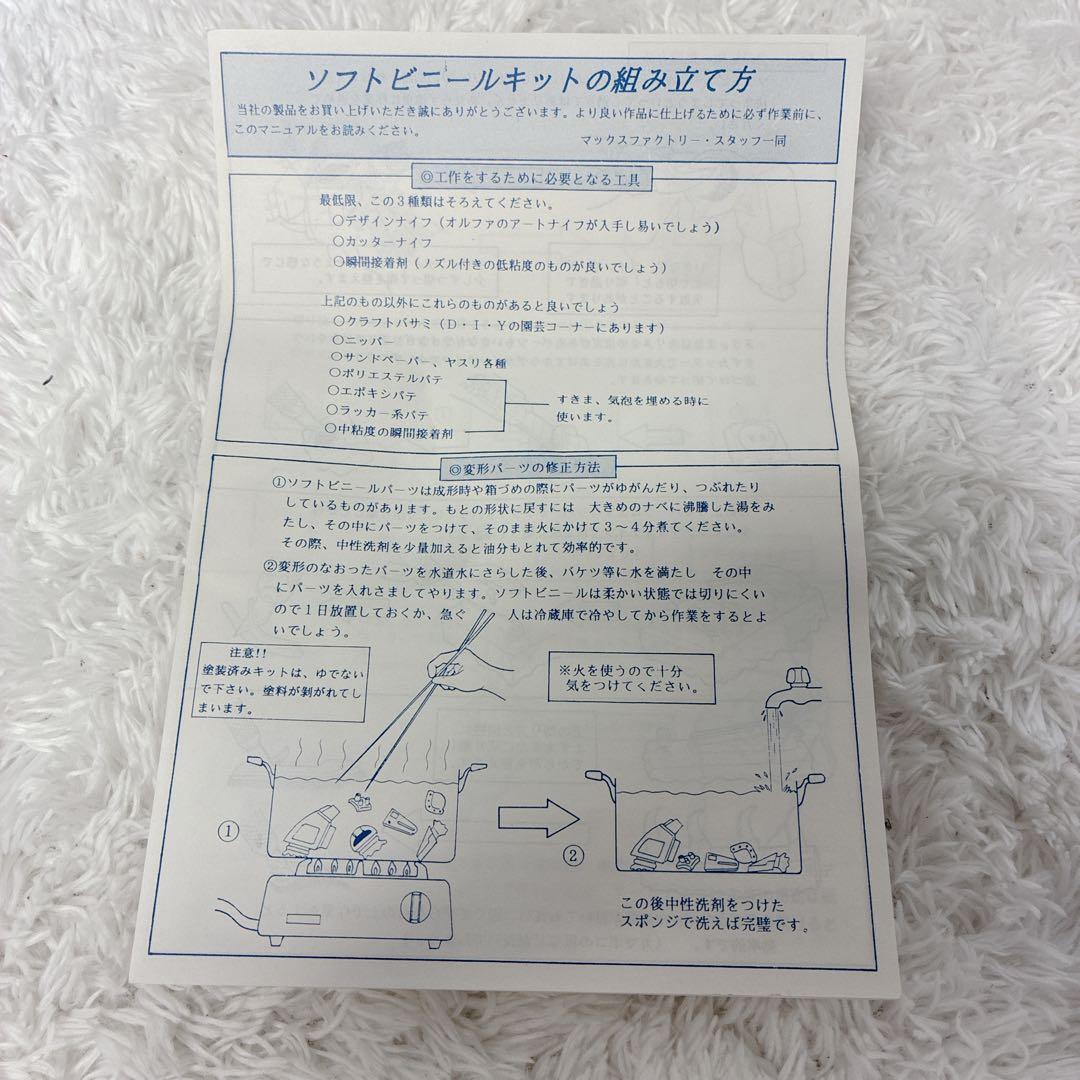 ソフトビニールキットの組み立て方
当社の製品をお買い上げいただき誠にありがとうございます。より良い作品に仕上げるために必ず作業前に、
このマニュアルをお読みください。
マックスファクトリー・スタッフ一同
◎工作をするために必要となる工具
最低限、この3種類はそろえてください。
○デザインナイフ(オルファのアートナイフが入手し易いでしょう)
○カッターナイフ
○瞬間接着剤(ノズル付きの低粘度のものが良いでしょう)
上記のもの以外にこれらのものがあると良いでしょう
○クラフトバサミ(D・I・Yの園芸コーナーにあります)
○ニッパー
○サンドペーパー、ヤスリ各種
○ポリエステルパテ
○エポキシパテ
○ラッカー系パテ
○中粘度の瞬間接着剤
すきま、気泡を埋める時に
使います。
◎変形パーツの修正方法
①ソフトビニールパーツは成形時や箱づめの際にパーツがゆがんだり、つぶれたり
しているものがあります。もとの形状に戻すには 大きめのナベに沸騰した湯をみ
たし、その中にパーツをつけて、そのまま火にかけて3〜4分煮てください。
その際、中性洗剤を少量加えると油分もとれて効率的です。
②変形のなおったパーツを水道水にさらした後、バケツ等に水を満たし その中
にパーツを入れさましてやります。ソフトビニールは柔かい状態では切りにくい
ので1日放置しておくか、急ぐ 人は冷蔵庫で冷やしてから作業をするとよ
いでしょう。
注意!!
塗装済みキットは、ゆでない
で下さい。塗料が剥がれてし
まいます。
※火を使うので十分
気をつけてください。
①
②
この後中性洗剤をつけた
スポンジで洗えば完璧です。